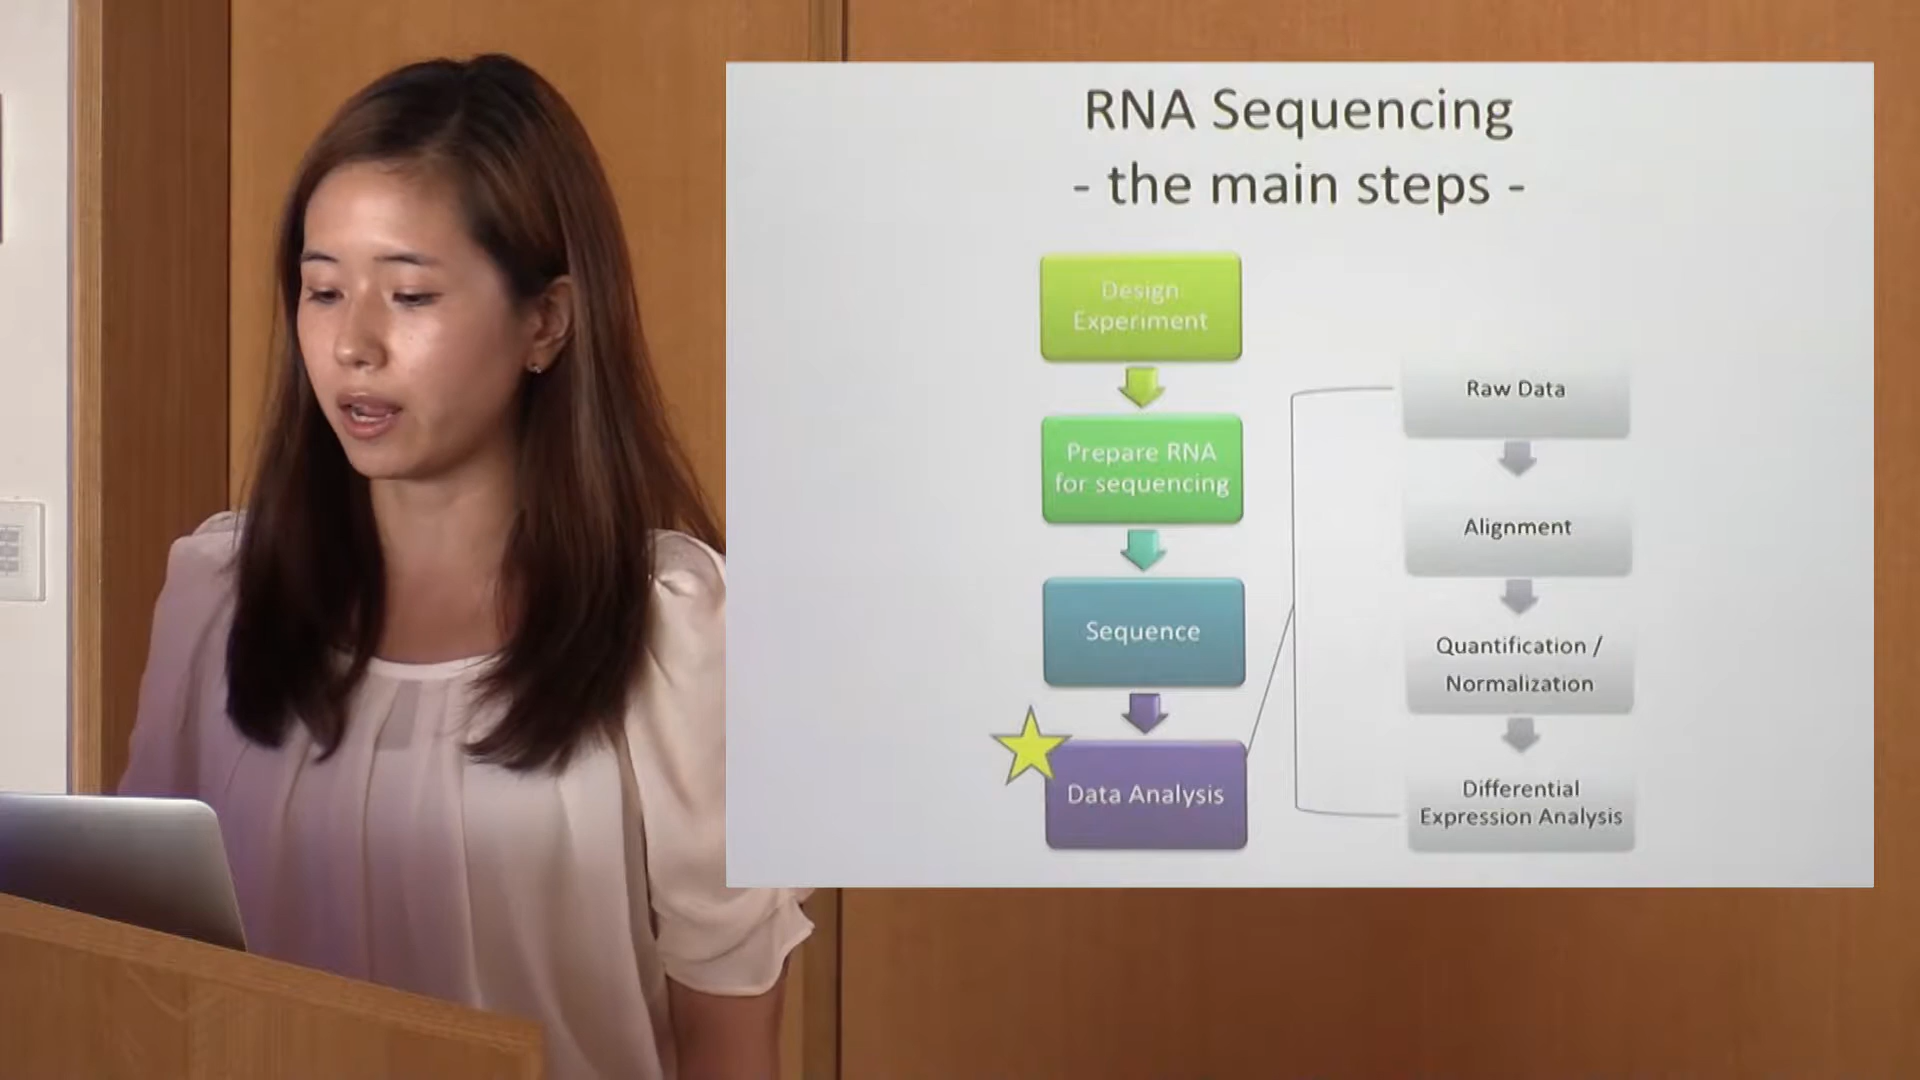 RNA Sequencing
- the main steps -
Design
Experiment
Prepare RNA
for sequencing
Sequence
Data Analysis
Raw Data
Alignment
Quantification /
Normalization
Differential
Expression Analysis